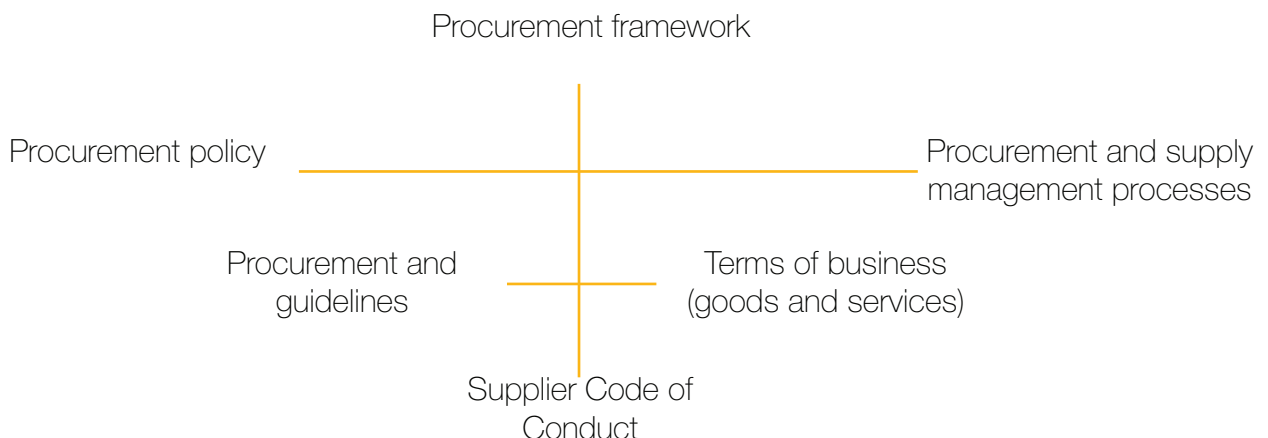 Procurement framework
Procurement policy
Procurement and supply
management processes
Procurement and
guidelines
Terms of business
(goods and services)
Supplier Code of
Conduct